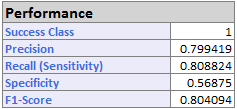 Performance
Success Class 1
Precision 0.799419
Recall (Sensitivity) 0.808824
Specificity 0.56875
F1-Score 0.804094